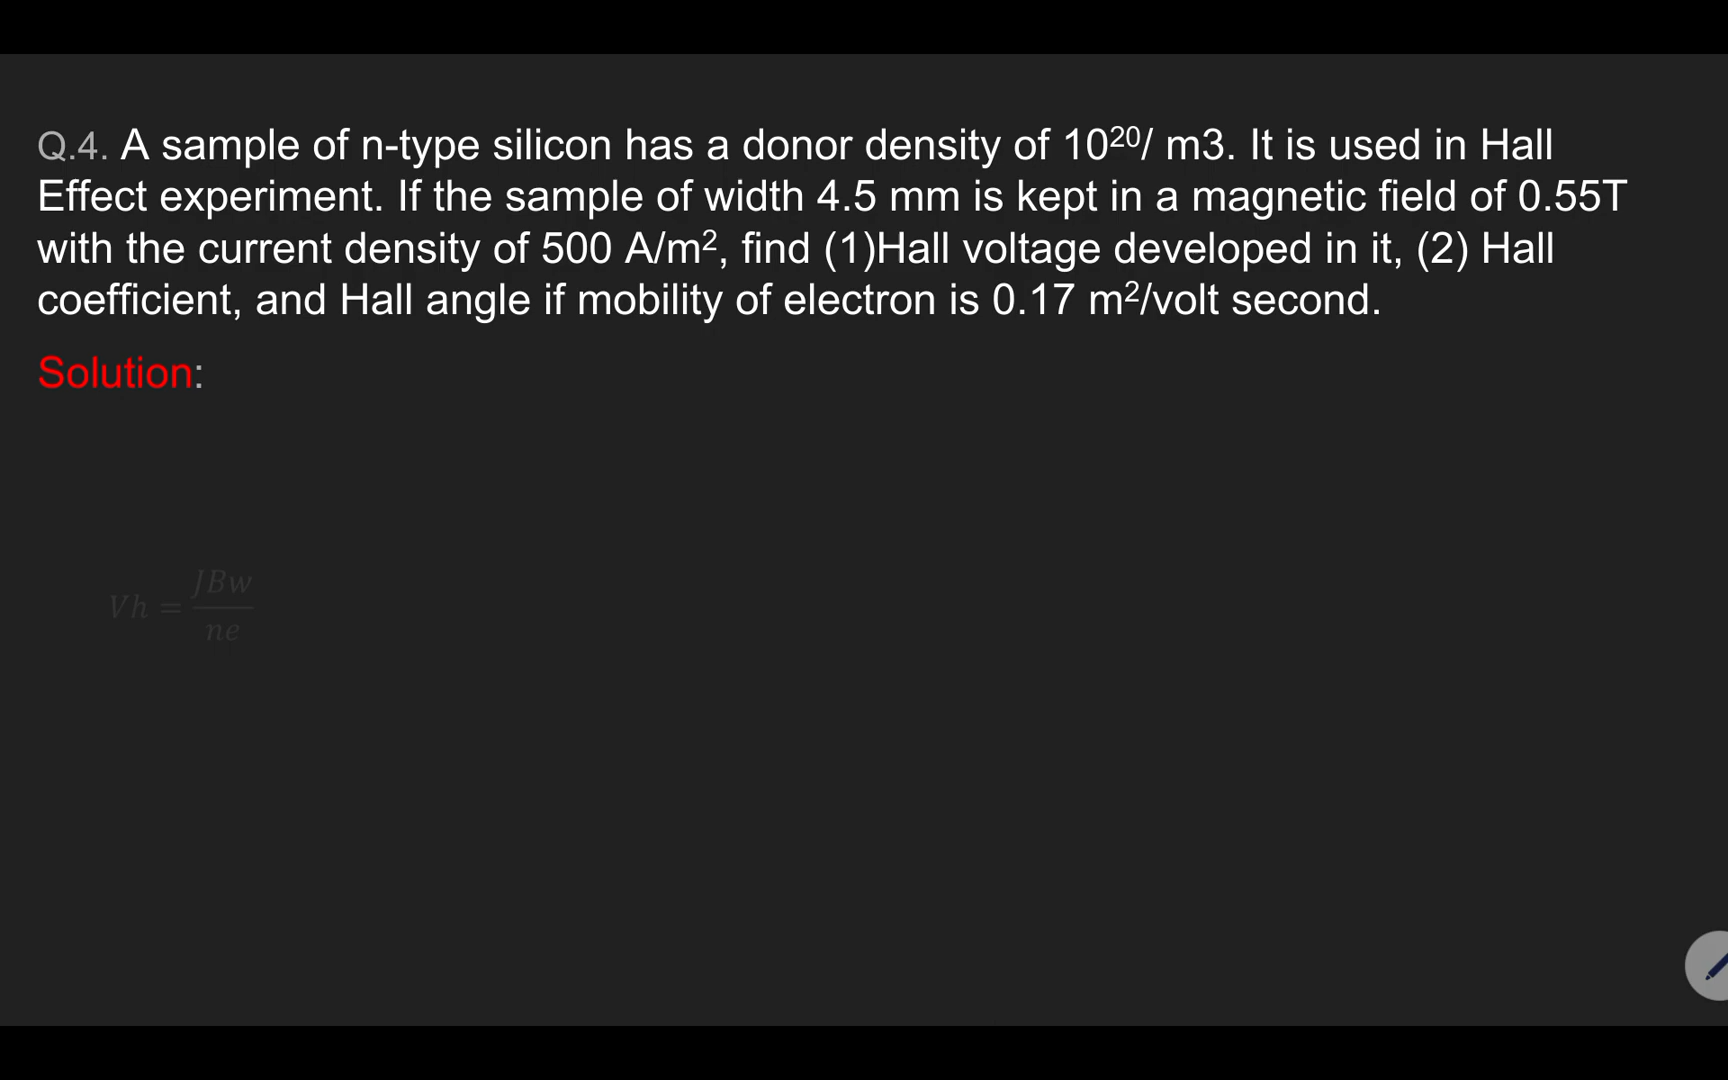 Q.4. A sample of n-type silicon has a donor density of 10²⁰/ m3. It is used in Hall
Effect experiment. If the sample of width 4.5 mm is kept in a magnetic field of 0.55T
with the current density of 500 A/m², find (1)Hall voltage developed in it, (2) Hall
coefficient, and Hall angle if mobility of electron is 0.17 m²/volt second.
Solution:
Vh = JBw/ne